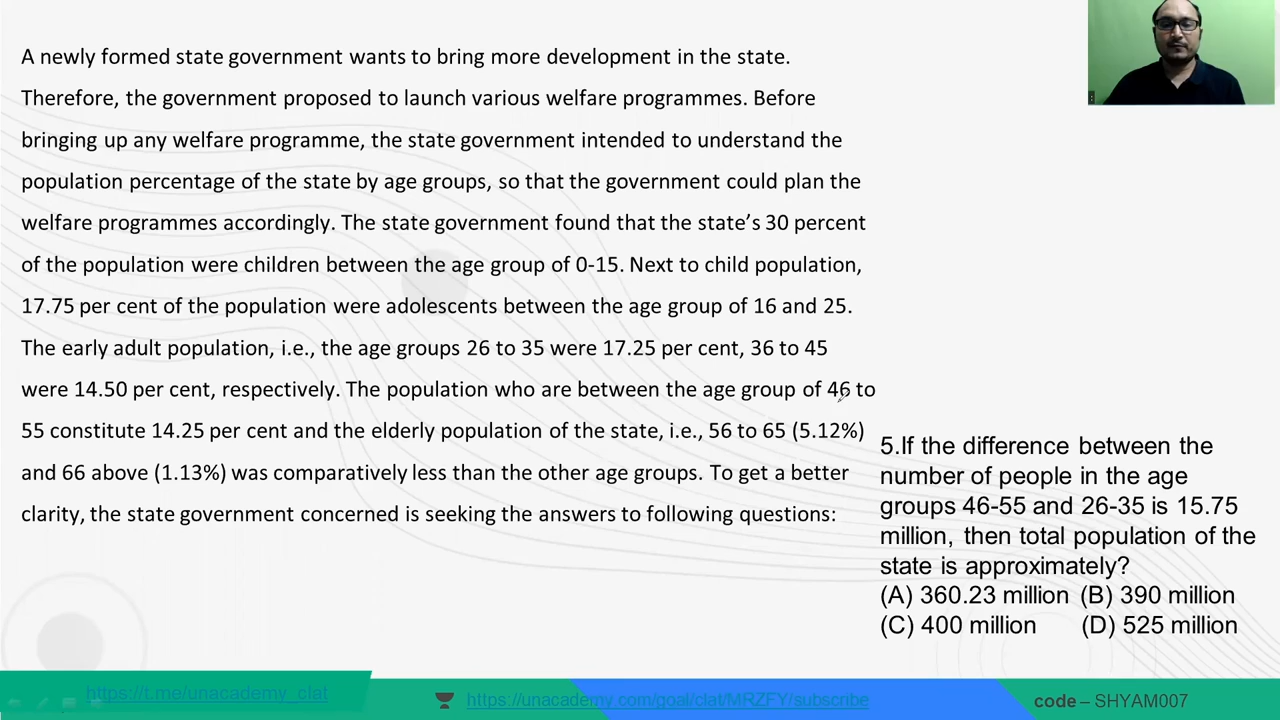 A newly formed state government wants to bring more development in the state.
Therefore, the government proposed to launch various welfare programmes. Before
bringing up any welfare programme, the state government intended to understand the
population percentage of the state by age groups, so that the government could plan the
welfare programmes accordingly. The state government found that the state’s 30 percent
of the population were children between the age group of 0-15. Next to child population,
17.75 per cent of the population were adolescents between the age group of 16 and 25.
The early adult population, i.e., the age groups 26 to 35 were 17.25 per cent, 36 to 45
were 14.50 per cent, respectively. The population who are between the age group of 46 to
55 constitute 14.25 per cent and the elderly population of the state, i.e., 56 to 65 (5.12%)
and 66 above (1.13%) was comparatively less than the other age groups. To get a better
clarity, the state government concerned is seeking the answers to following questions:
5.If the difference between the
number of people in the age
groups 46-55 and 26-35 is 15.75
million, then total population of the
state is approximately?
(A) 360.23 million (B) 390 million
(C) 400 million (D) 525 million
https://t.me/unacademy_clat
https://unacademy.com/goal/clat/MRZFY/subscribe
code – SHYAM007